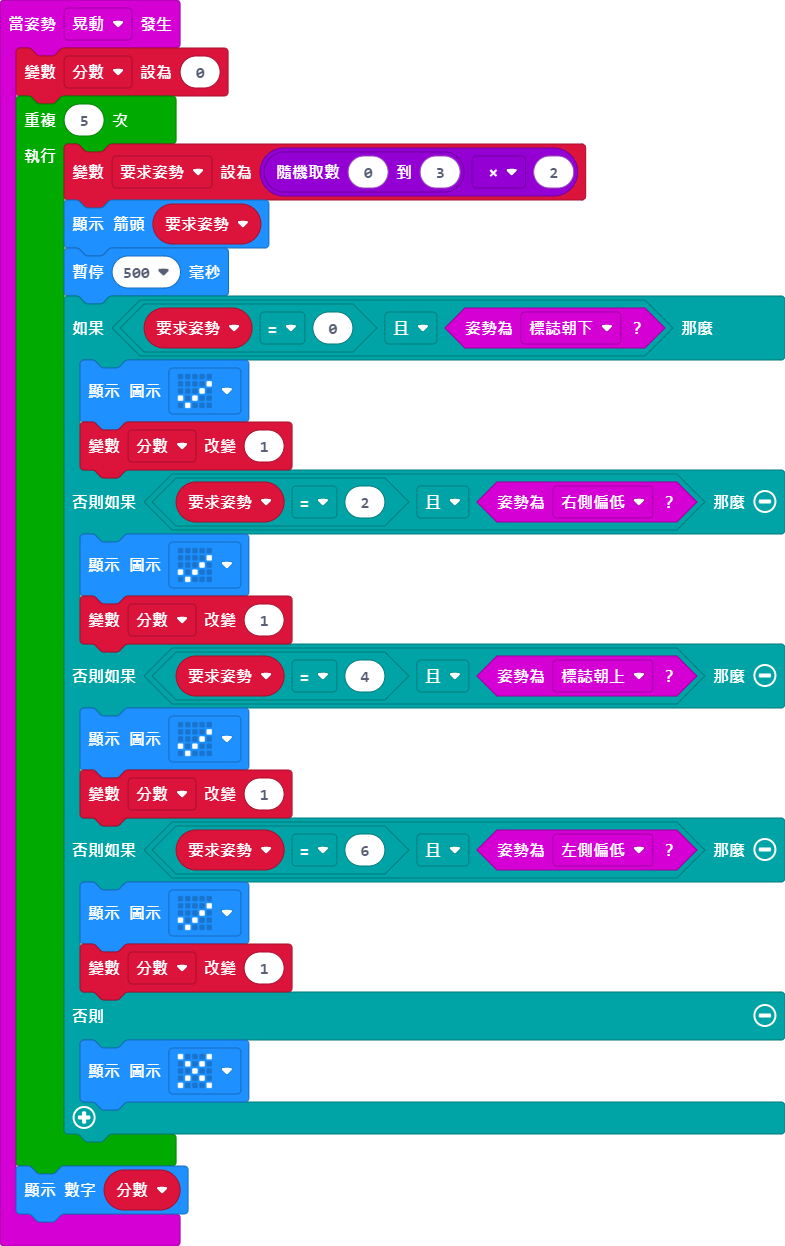 當姿勢 晃動 發生
變數 分數 設為 0
重複 5 次
執行
變數 要求姿勢 設為 隨機取數 0 到 3 × 2
顯示 箭頭 要求姿勢
暫停 500 毫秒
如果 要求姿勢 = 0 且 姿勢為 標誌朝下 ? 那麼
顯示 圖示
變數 分數 改變 1
否則如果 要求姿勢 = 2 且 姿勢為 右側偏低 ? 那麼
顯示 圖示
變數 分數 改變 1
否則如果 要求姿勢 = 4 且 姿勢為 標誌朝上 ? 那麼
顯示 圖示
變數 分數 改變 1
否則如果 要求姿勢 = 6 且 姿勢為 左側偏低 ? 那麼
顯示 圖示
變數 分數 改變 1
否則
顯示 圖示
顯示 數字 分數